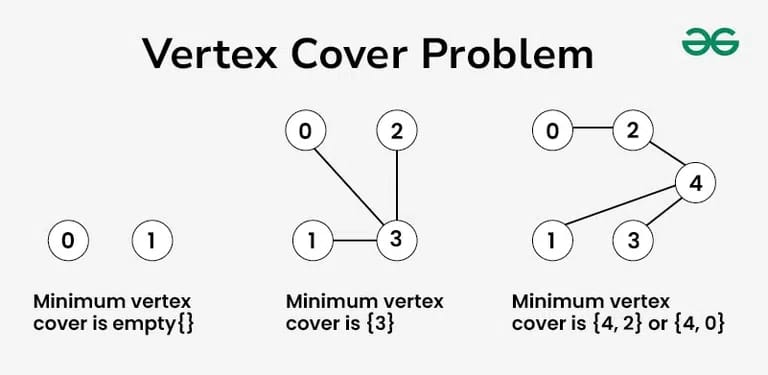 Vertex Cover Problem
0
1
Minimum vertex
cover is empty{}
0
2
1
3
Minimum vertex
cover is {3}
0
2
4
1
3
Minimum vertex
cover is {4, 2} or {4, 0}